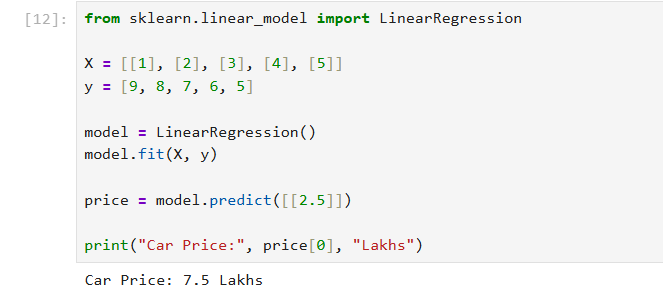 [12]:
from sklearn.linear_model import LinearRegression
X = [[1], [2], [3], [4], [5]]
y = [9, 8, 7, 6, 5]
model = LinearRegression()
model.fit(X, y)
price = model.predict([[2.5]])
print("Car Price:", price[0], "Lakhs")
Car Price: 7.5 Lakhs